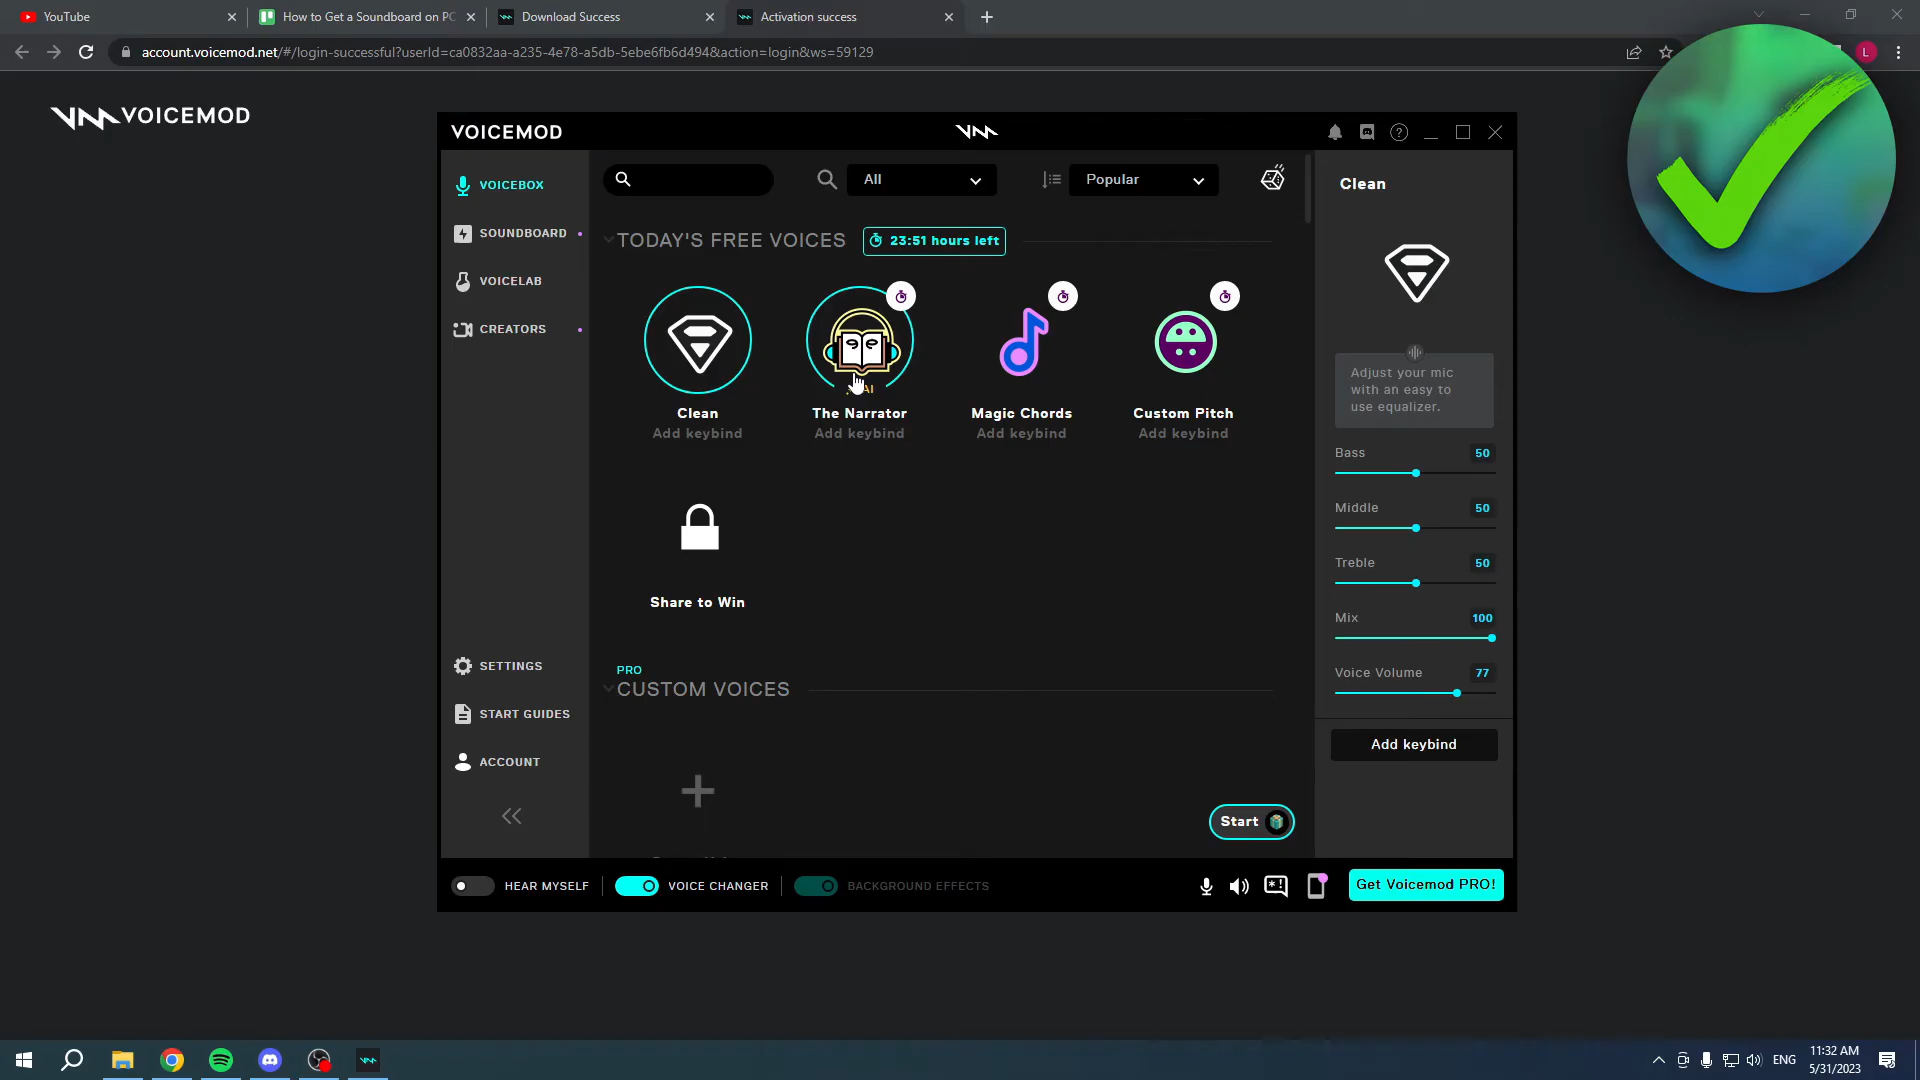 YouTube
How to Get a Soundboard on PC
Download Success
Activation success
account.voicemod.net/#/login-successful?userId=ca0832aa-a235-4e78-a5db-5ebe6fb6d494&action=login&ws=59129
L
VOICEMOD
VOICEMOD
VOICEBOX
SOUNDBOARD
VOICELAB
CREATORS
SETTINGS
START GUIDES
ACCOUNT
All
Popular
TODAY'S FREE VOICES
23:51 hours left
AI
Clean
Add keybind
The Narrator
Add keybind
Magic Chords
Add keybind
Custom Pitch
Add keybind
Share to Win
PRO
CUSTOM VOICES
Start
Clean
Adjust your mic
with an easy to
use equalizer.
Bass 50
Middle 50
Treble 50
Mix 100
Voice Volume 77
Add keybind
HEAR MYSELF
VOICE CHANGER
BACKGROUND EFFECTS
Get Voicemod PRO!
ENG
11:32 AM
5/31/2023